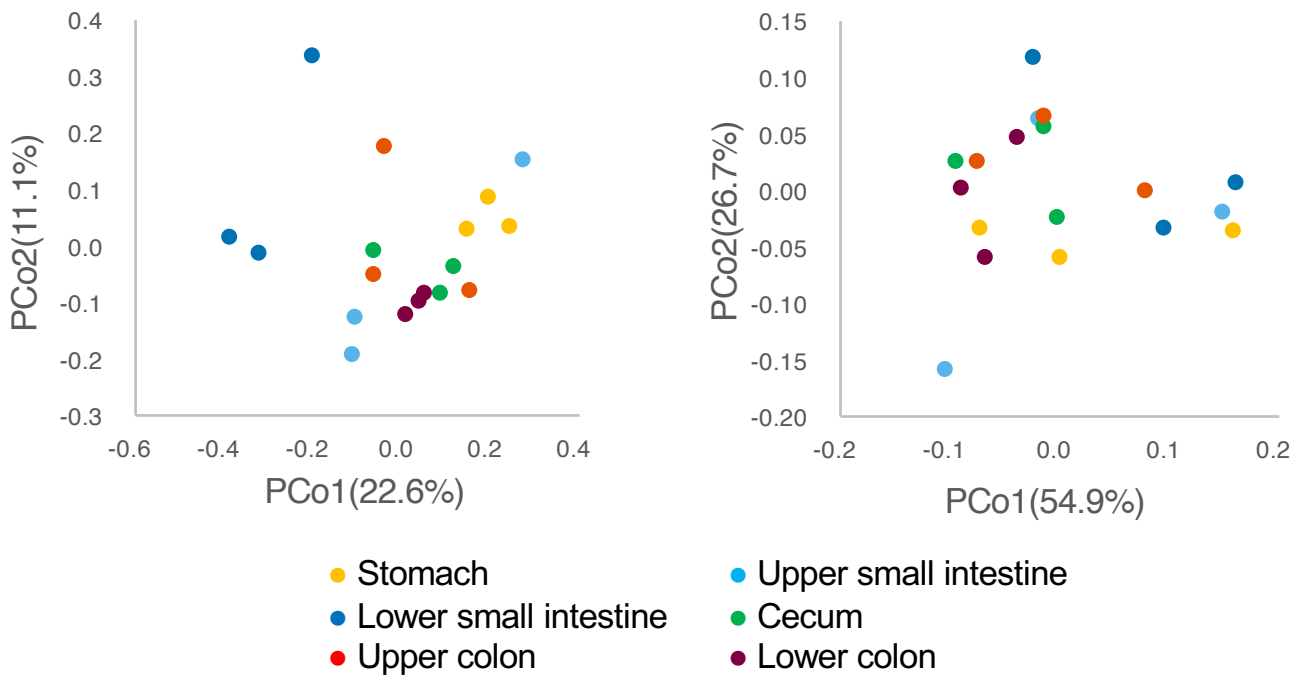 0.4
0.3
0.2
0.1
0.0
-0.1
-0.2
-0.3
PCo2(11.1%)
-0.6 -0.4 -0.2 0.0 0.2 0.4
PCo1(22.6%)
0.15
0.10
0.05
0.00
-0.05
-0.10
-0.15
-0.20
PCo2(26.7%)
-0.2 -0.1 0.0 0.1 0.2
PCo1(54.9%)
Stomach Upper small intestine
Lower small intestine Cecum
Upper colon Lower colon